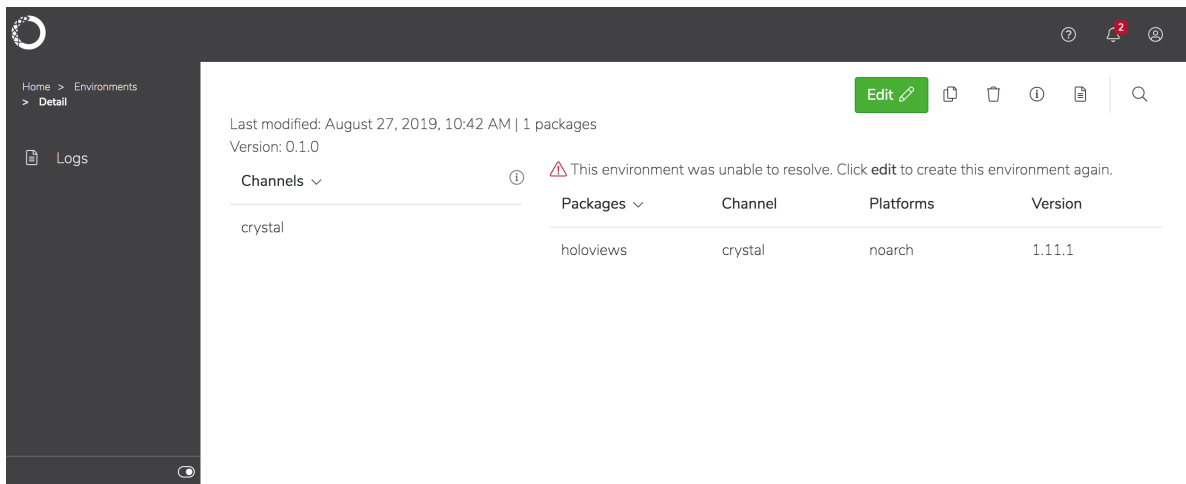 2
Home > Environments
> Detail
Logs
Edit
Last modified: August 27, 2019, 10:42 AM | 1 packages
Version: 0.1.0
Channels
crystal
This environment was unable to resolve. Click edit to create this environment again.
Packages Channel Platforms Version
holoviews crystal noarch 1.11.1